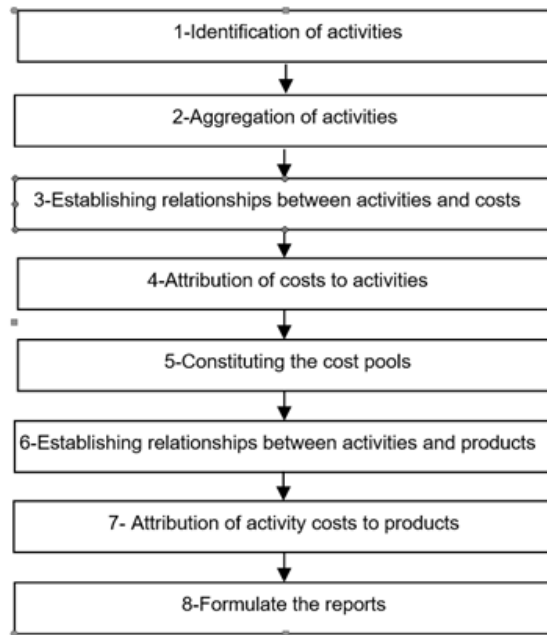 1-Identification of activities
2-Aggregation of activities
3-Establishing relationships between activities and costs
4-Attribution of costs to activities
5-Constituting the cost pools
6-Establishing relationships between activities and products
7- Attribution of activity costs to products
8-Formulate the reports